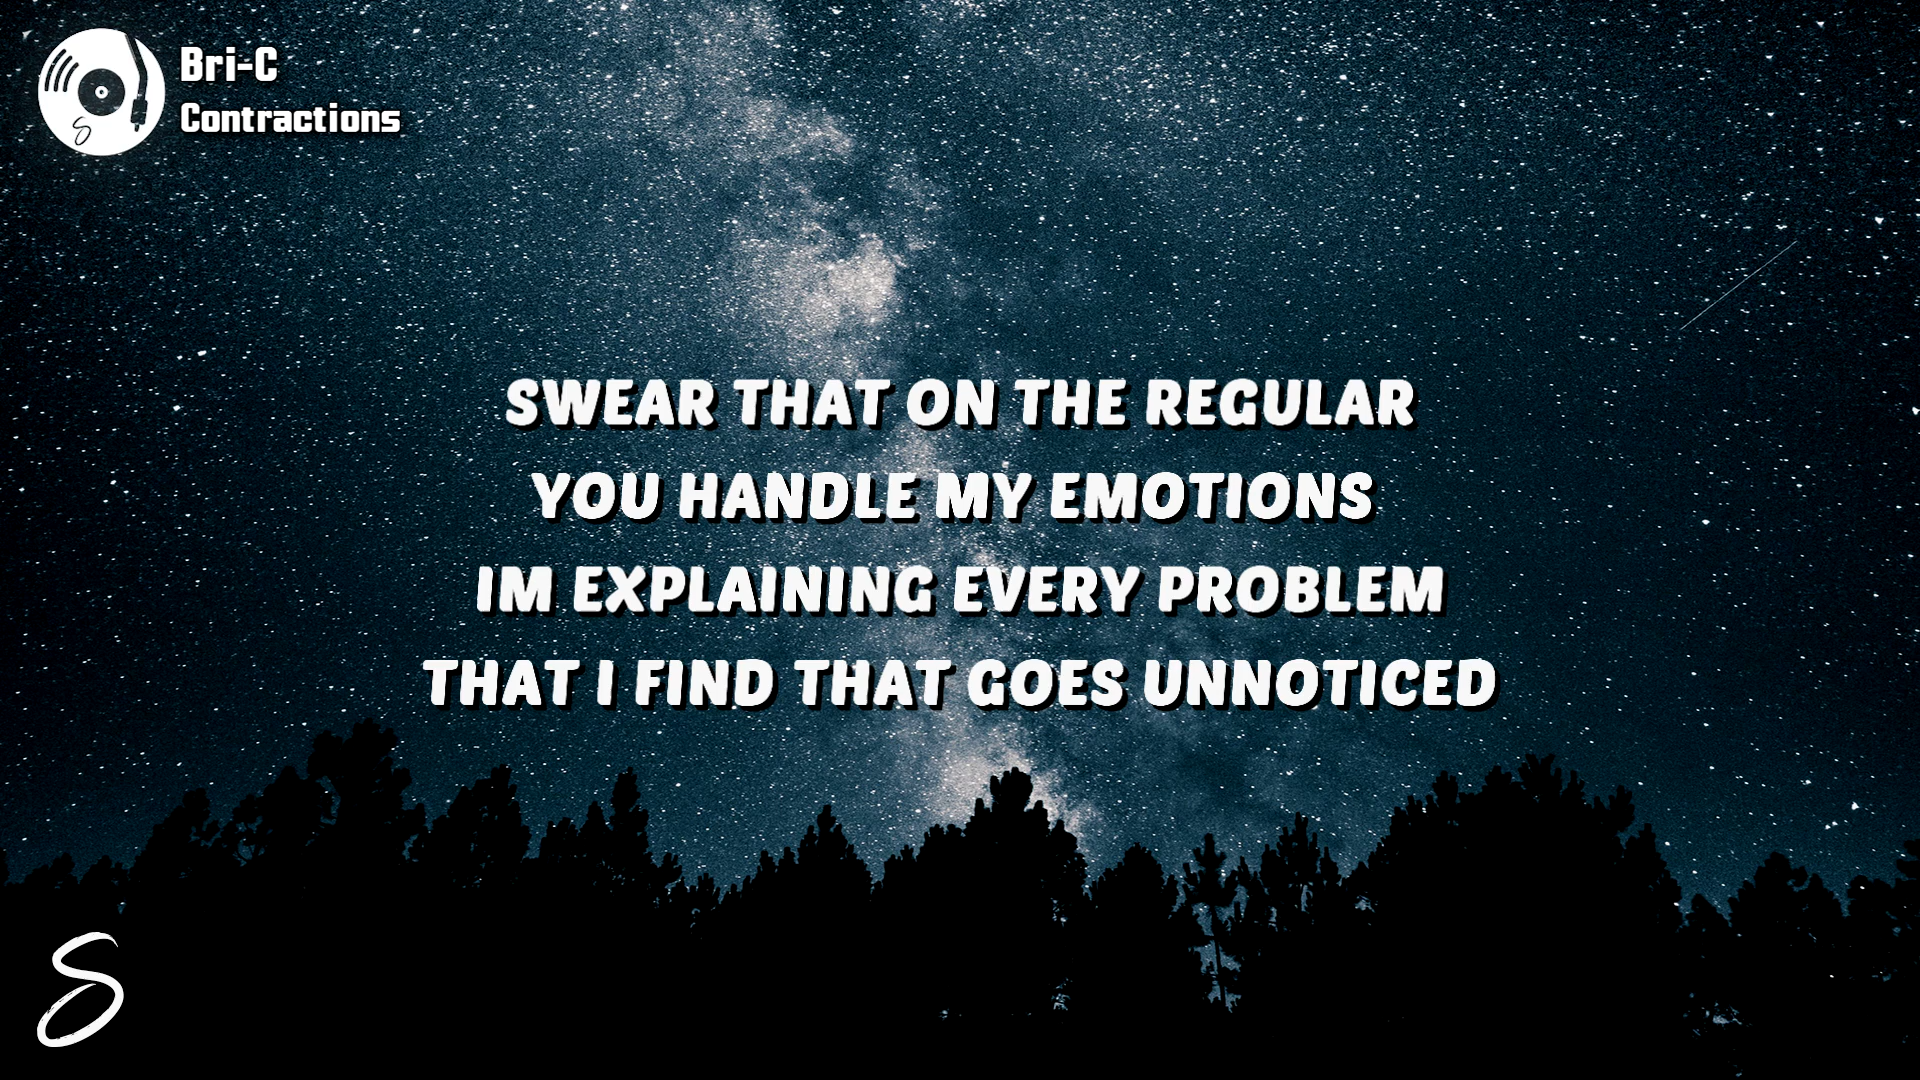 Bri-C
Contractions
SWEAR THAT ON THE REGULAR
YOU HANDLE MY EMOTIONS
IM EXPLAINING EVERY PROBLEM
THAT I FIND THAT GOES UNNOTICED
S